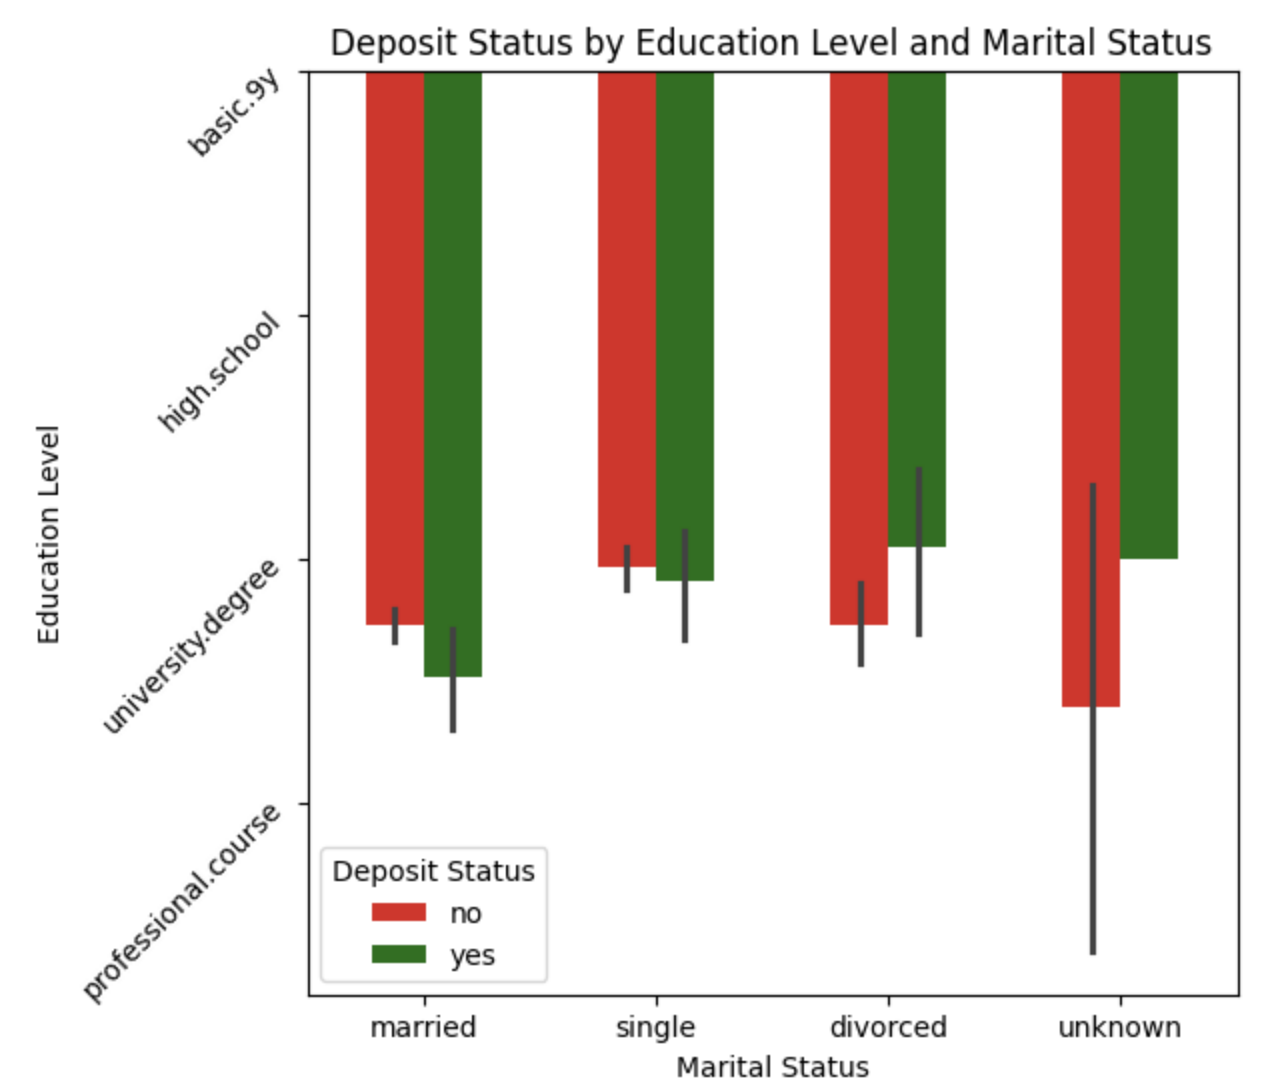 Deposit Status by Education Level and Marital Status
basic.9y
high.school
university.degree
professional.course
Education Level
Deposit Status
no
yes
married
single
divorced
unknown
Marital Status